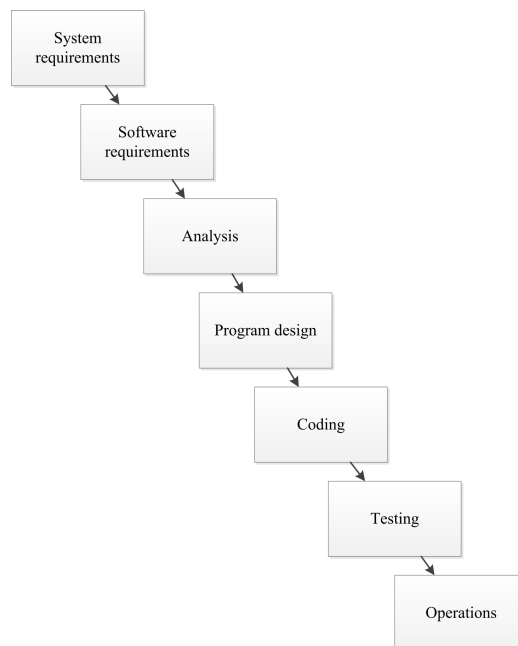 System
requirements
Software
requirements
Analysis
Program design
Coding
Testing
Operations